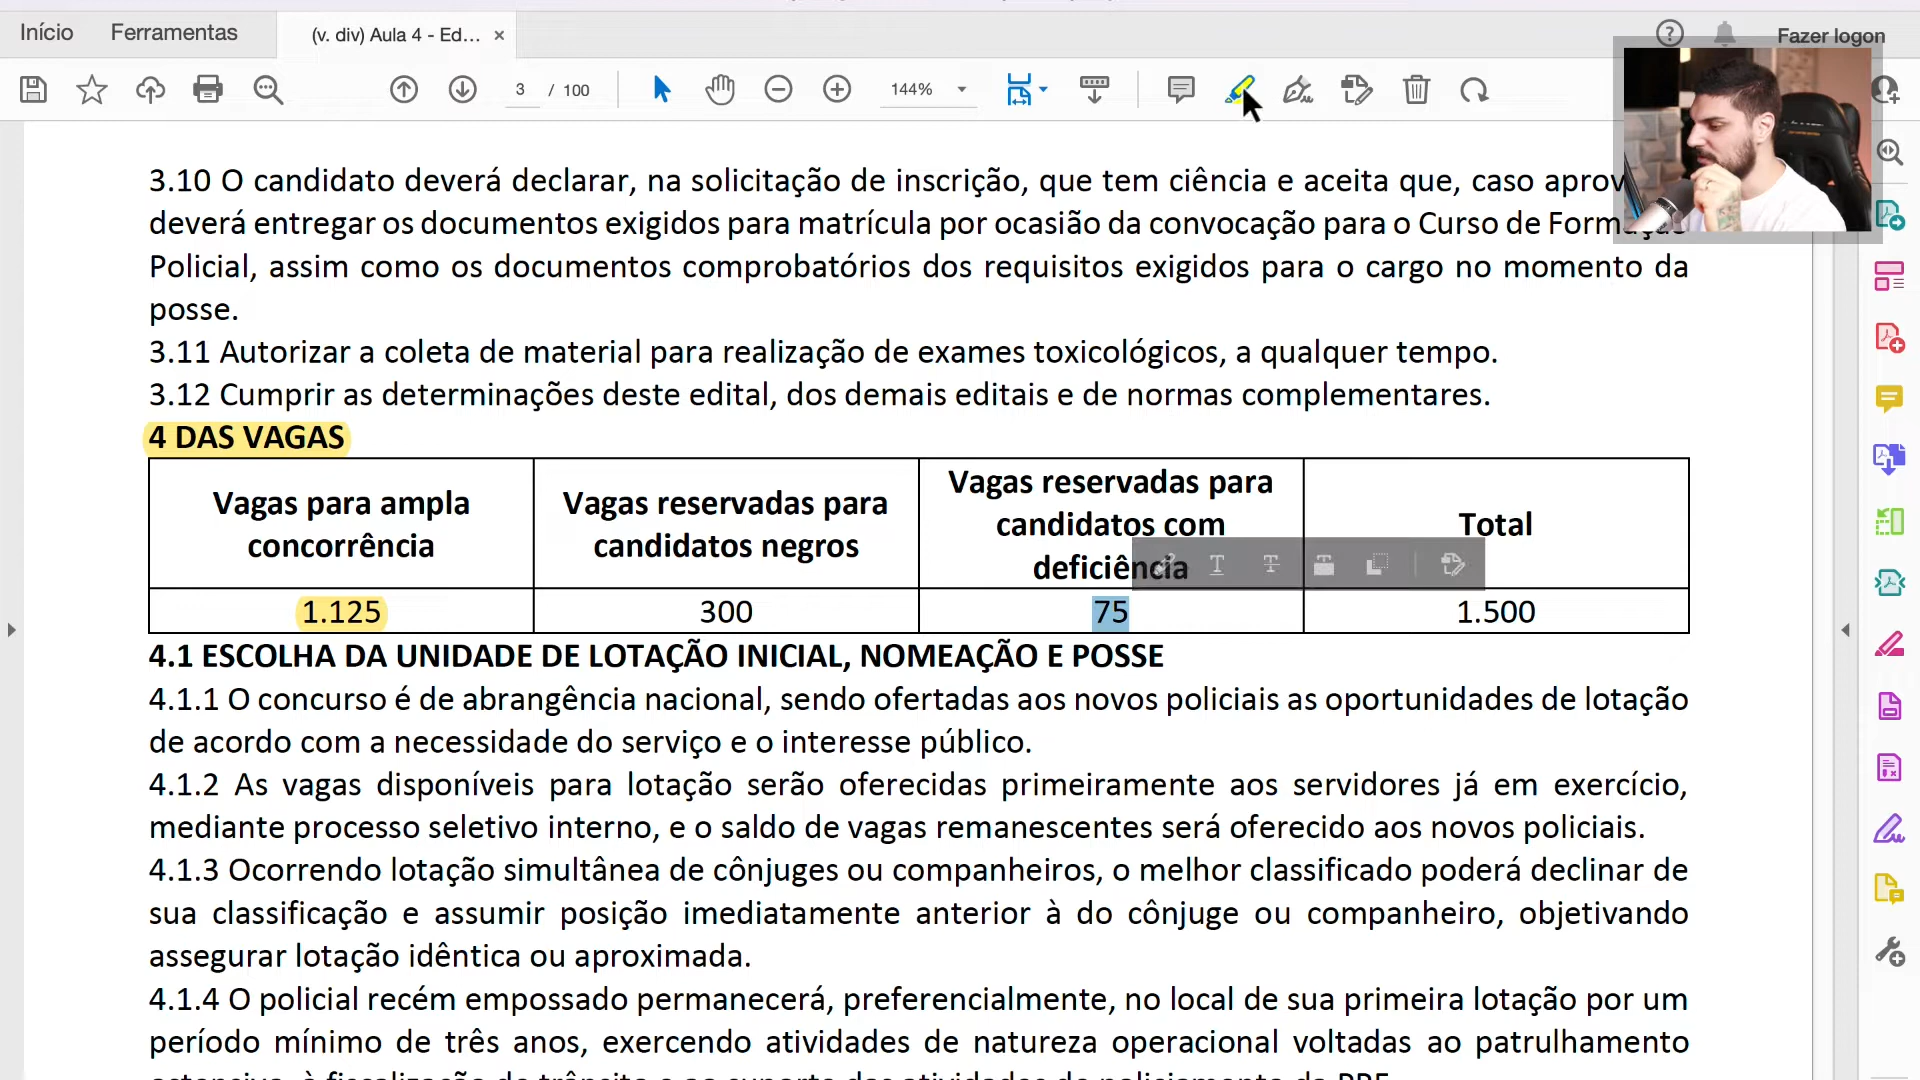 Início
Ferramentas
(v. div) Aula 4 - Ed...
Fazer logon
3 / 100
144%
3.10 O candidato deverá declarar, na solicitação de inscrição, que tem ciência e aceita que, caso
deverá entregar os documentos exigidos para matrícula por ocasião da convocação para o Curso de
Policial, assim como os documentos comprobatórios dos requisitos exigidos para o cargo no momento da
posse.
3.11 Autorizar a coleta de material para realização de exames toxicológicos, a qualquer tempo.
3.12 Cumprir as determinações deste edital, dos demais editais e de normas complementares.
4 DAS VAGAS
Vagas para ampla
concorrência
Vagas reservadas para
candidatos negros
Vagas reservadas para
candidatos com
deficiência
Total
1.125
300
75
1.500
4.1 ESCOLHA DA UNIDADE DE LOTAÇÃO INICIAL, NOMEAÇÃO E POSSE
4.1.1 O concurso é de abrangência nacional, sendo ofertadas aos novos policiais as oportunidades de lotação
de acordo com a necessidade do serviço e o interesse público.
4.1.2 As vagas disponíveis para lotação serão oferecidas primeiramente aos servidores já em exercício,
mediante processo seletivo interno, e o saldo de vagas remanescentes será oferecido aos novos policiais.
4.1.3 Ocorrendo lotação simultânea de cônjuges ou companheiros, o melhor classificado poderá declinar de
sua classificação e assumir posição imediatamente anterior à do cônjuge ou companheiro, objetivando
assegurar lotação idêntica ou aproximada.
4.1.4 O policial recém empossado permanecerá, preferencialmente, no local de sua primeira lotação por um
período mínimo de três anos, exercendo atividades de natureza operacional voltadas ao patrulhamento